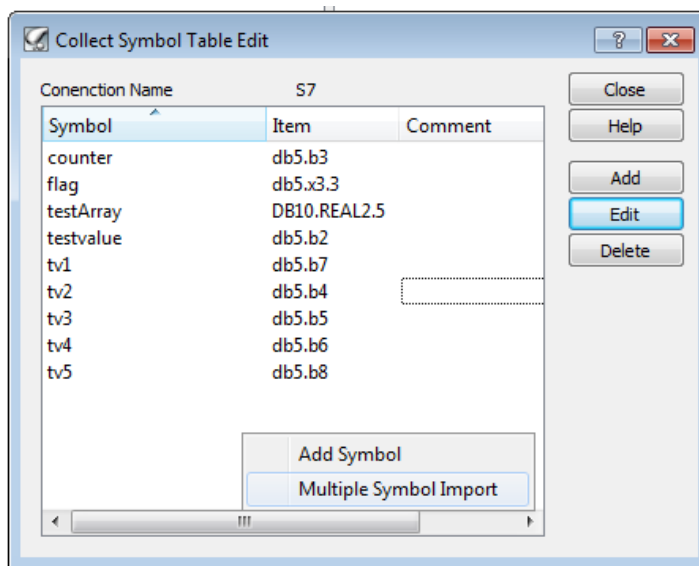 Collect Symbol Table Edit
Conenction Name S7
Close
Symbol Item Comment
Help
counter db5.b3
flag db5.x3.3
Add
testArray DB10.REAL2.5
Edit
testvalue db5.b2
Delete
tv1 db5.b7
tv2 db5.b4
tv3 db5.b5
tv4 db5.b6
tv5 db5.b8
Add Symbol
Multiple Symbol Import